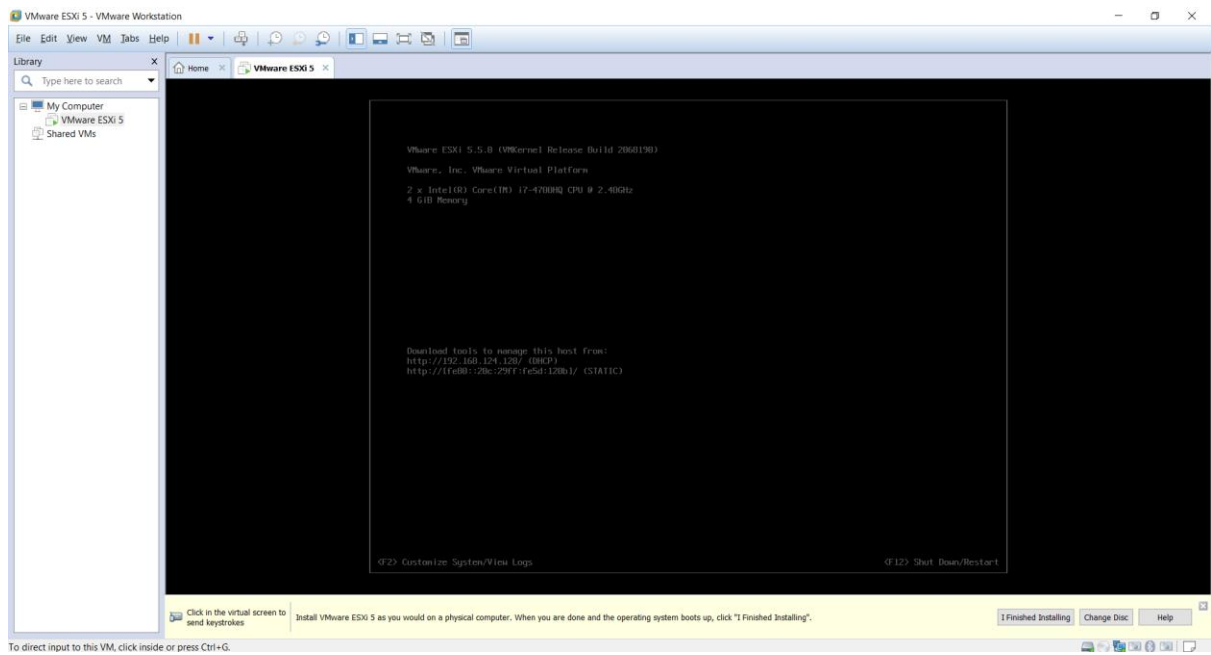 VMware ESXi 5 - VMware Workstation
File Edit View VM Tabs Help
Library X
Type here to search
My Computer
VMware ESXi 5
Shared VMs
Home × VMware ESXi 5 ×
VMware ESXi 5.5.0 (VMKernel Release Build 2068190)
VMware, Inc. VMware Virtual Platform
2 x Intel(R) Core(TM) i7-4700HQ CPU @ 2.40GHz
4 GiB Memory
Download tools to manage this host from:
http://192.168.124.128/ (DHCP)
http://[fe80::20c:29ff:fe5d:128b]/ (STATIC)
<F2> Customize System/View Logs <F12> Shut Down/Restart
Click in the virtual screen to
send keystrokes
Install VMware ESXi 5 as you would on a physical computer. When you are done and the operating system boots up, click "I Finished Installing".
I Finished Installing Change Disc Help
To direct input to this VM, click inside or press Ctrl+G.